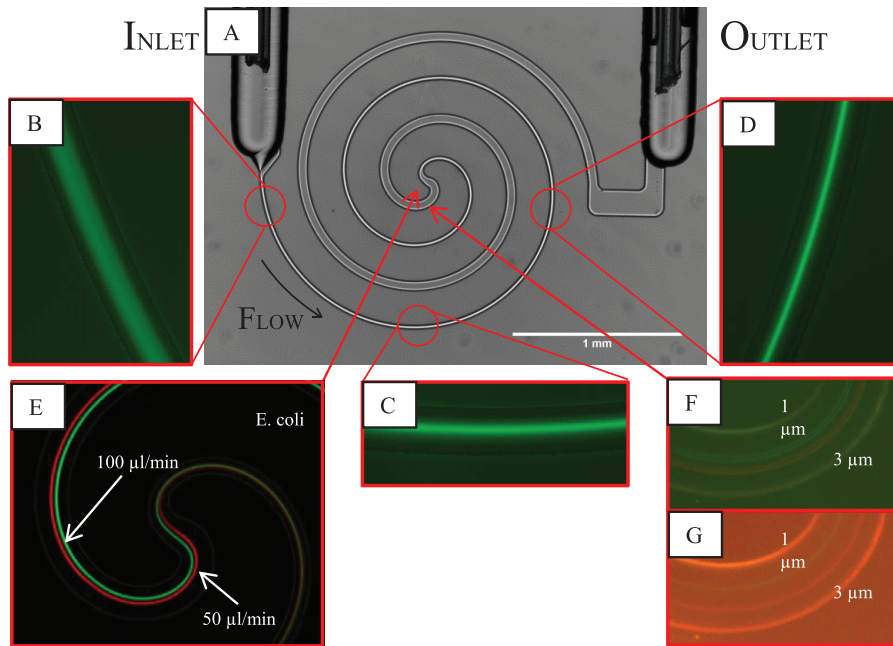 INLET
A
OUTLET
B
D
FLOW
1 mm
E
E. coli
100 µl/min
50 µl/min
C
F
1
µm
3 µm
G
1
µm
3 µm